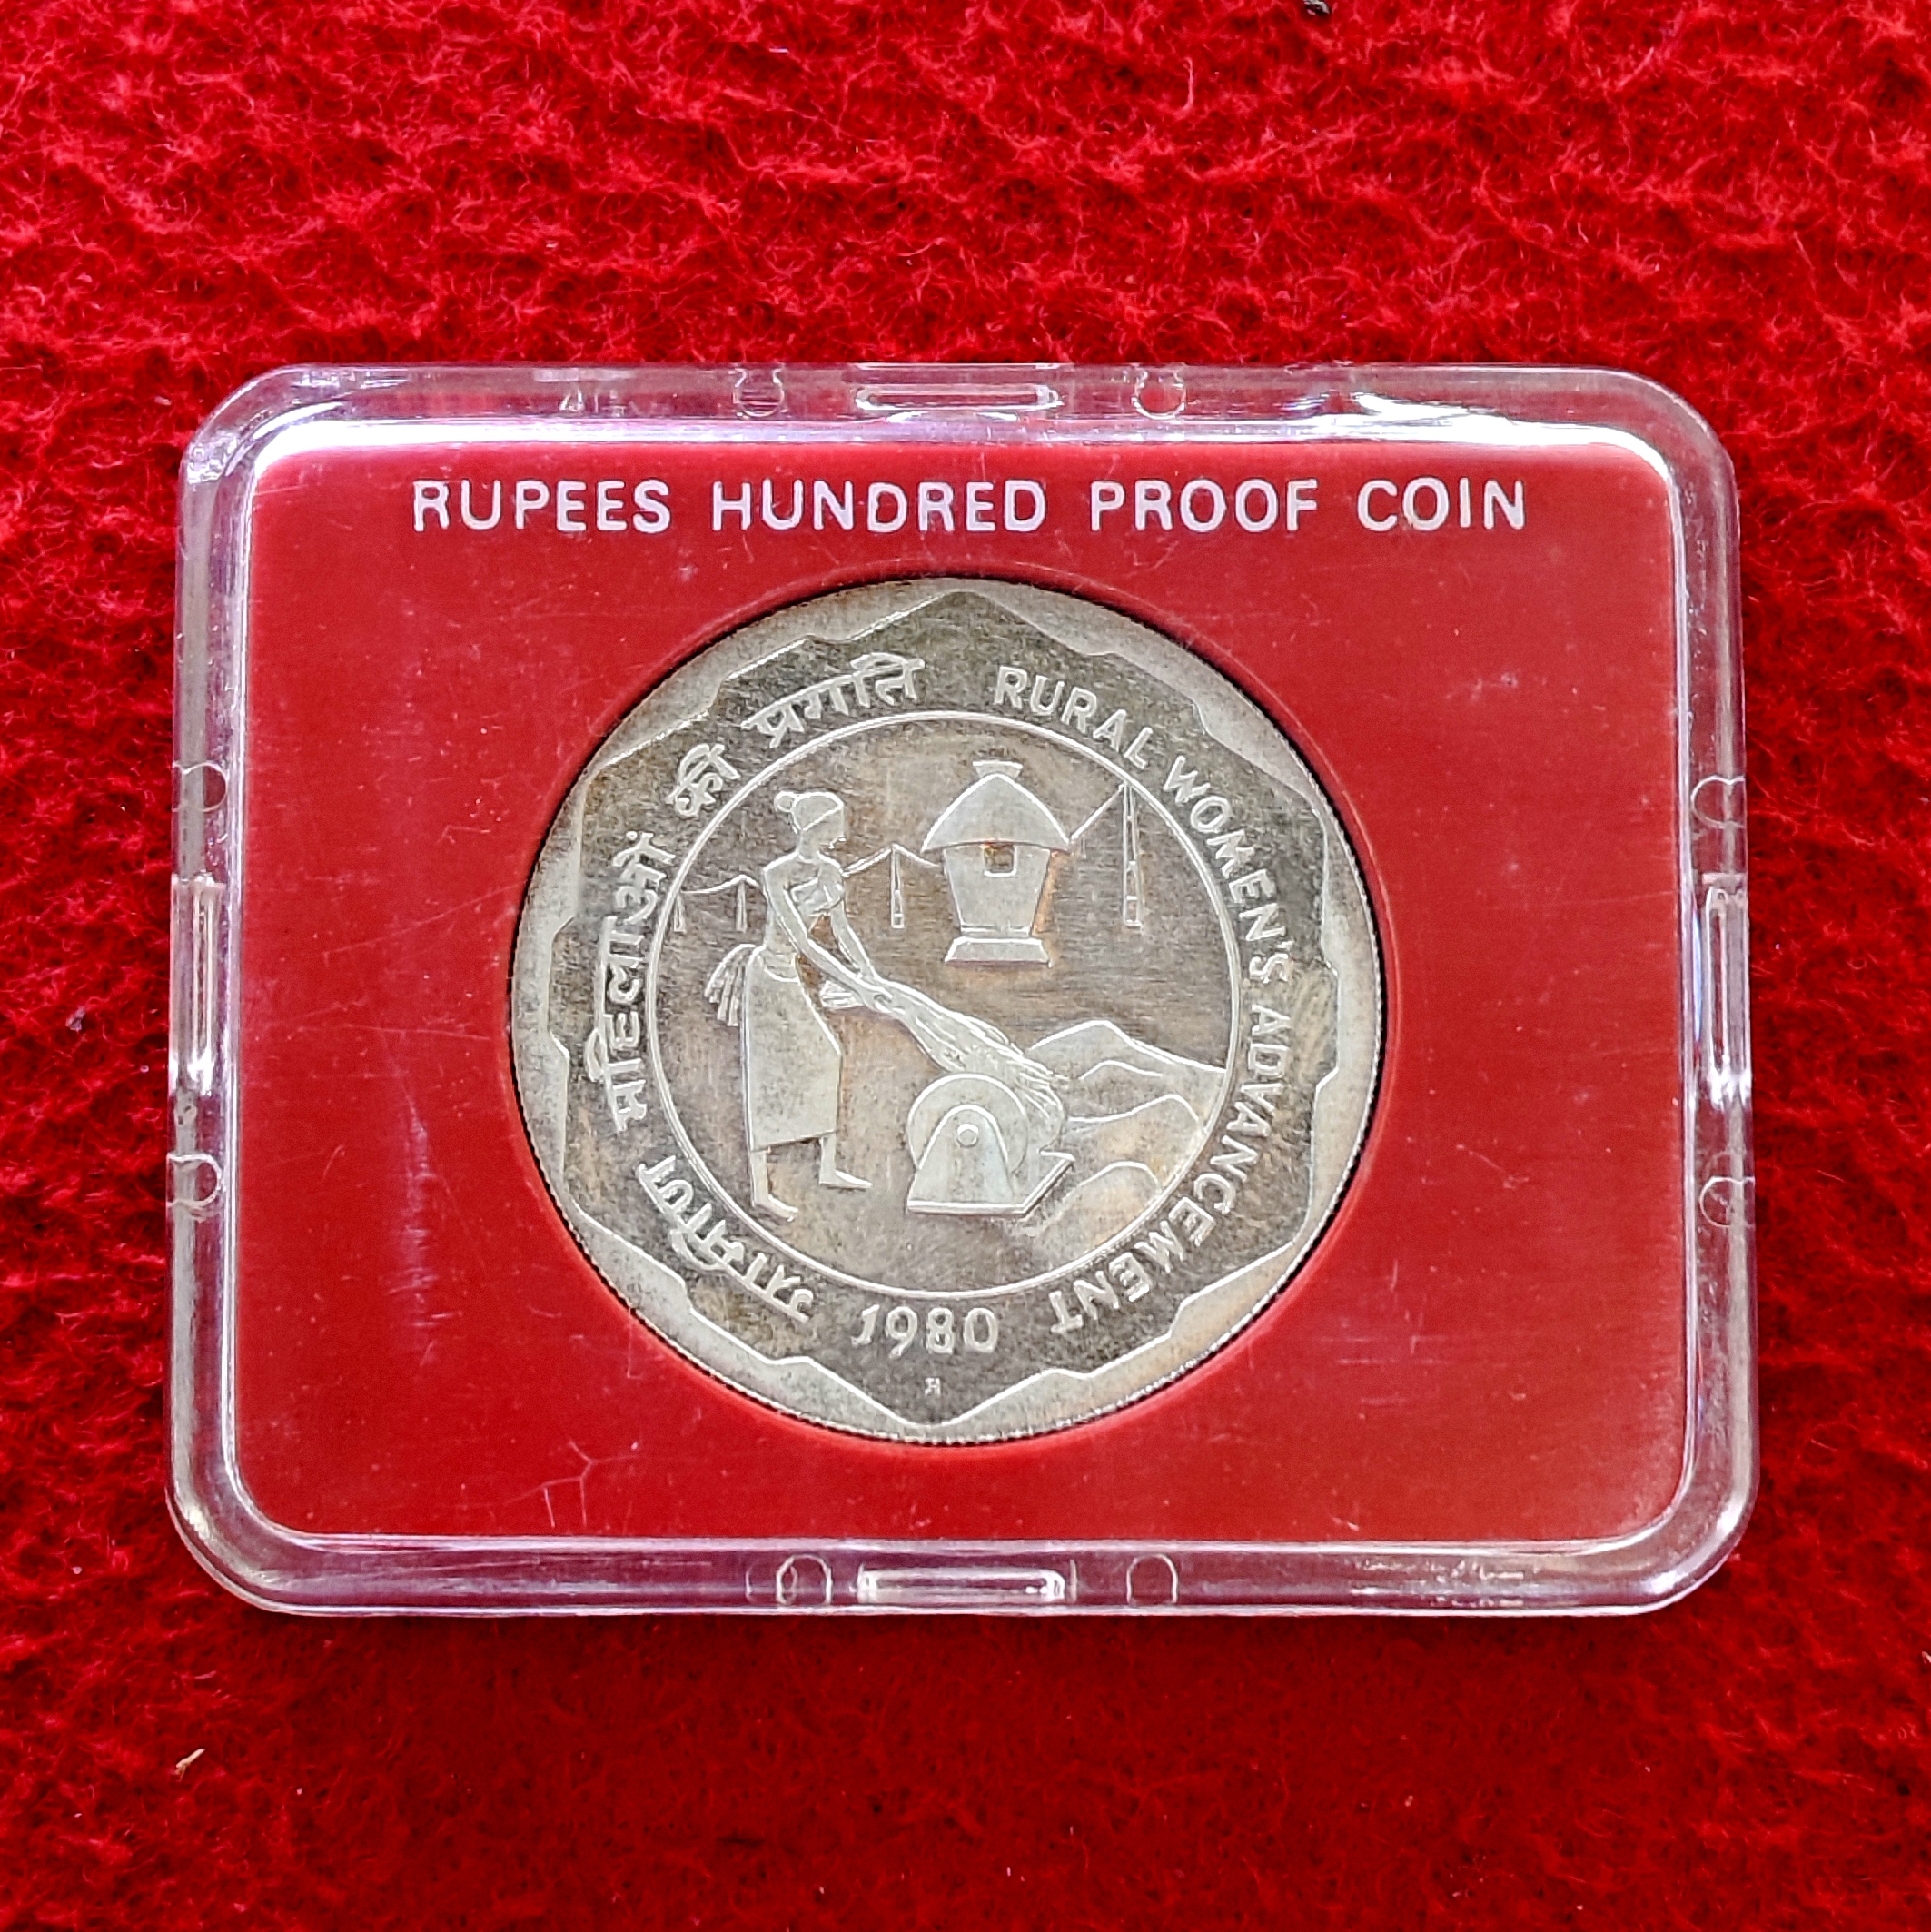 RUPEES HUNDRED PROOF COIN
ग्रामीण महिलाओं की प्रगति
RURAL WOMEN'S ADVANCEMENT
1980